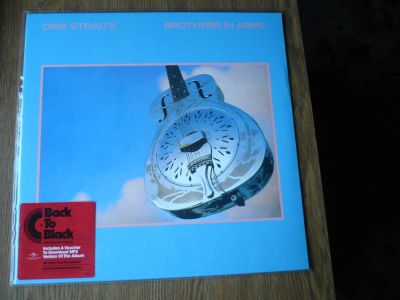 DIRE STRAITS
BROTHERS IN ARMS
Back
To
Black
Includes A Voucher
To Download MP3
Version Of The Album